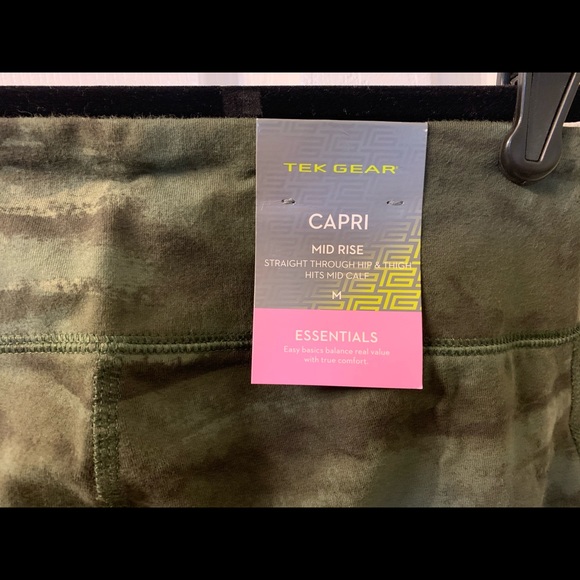 TEK GEAR
CAPRI
MID RISE
STRAIGHT THROUGH HIP & THIGH
HITS MID CALF
M
ESSENTIALS
Easy basics balance real value
with true comfort.